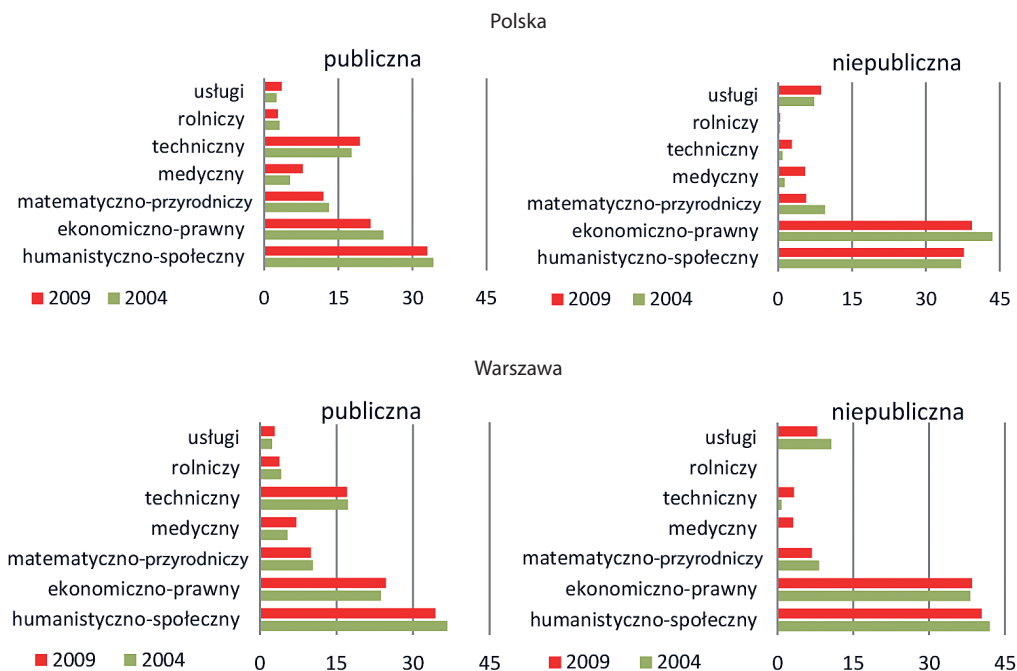 Polska
publiczna
usługi
rolniczy
techniczny
medyczny
matematyczno-przyrodniczy
ekonomiczno-prawny
humanistyczno-społeczny
0 15 30 45
2009 2004
niepubliczna
usługi
rolniczy
techniczny
medyczny
matematyczno-przyrodniczy
ekonomiczno-prawny
humanistyczno-społeczny
0 15 30 45
2009 2004
Warszawa
publiczna
usługi
rolniczy
techniczny
medyczny
matematyczno-przyrodniczy
ekonomiczno-prawny
humanistyczno-społeczny
2009 2004 0 15 30 45
niepubliczna
usługi
rolniczy
techniczny
medyczny
matematyczno-przyrodniczy
ekonomiczno-prawny
humanistyczno-społeczny
2009 2004 0 15 30 45